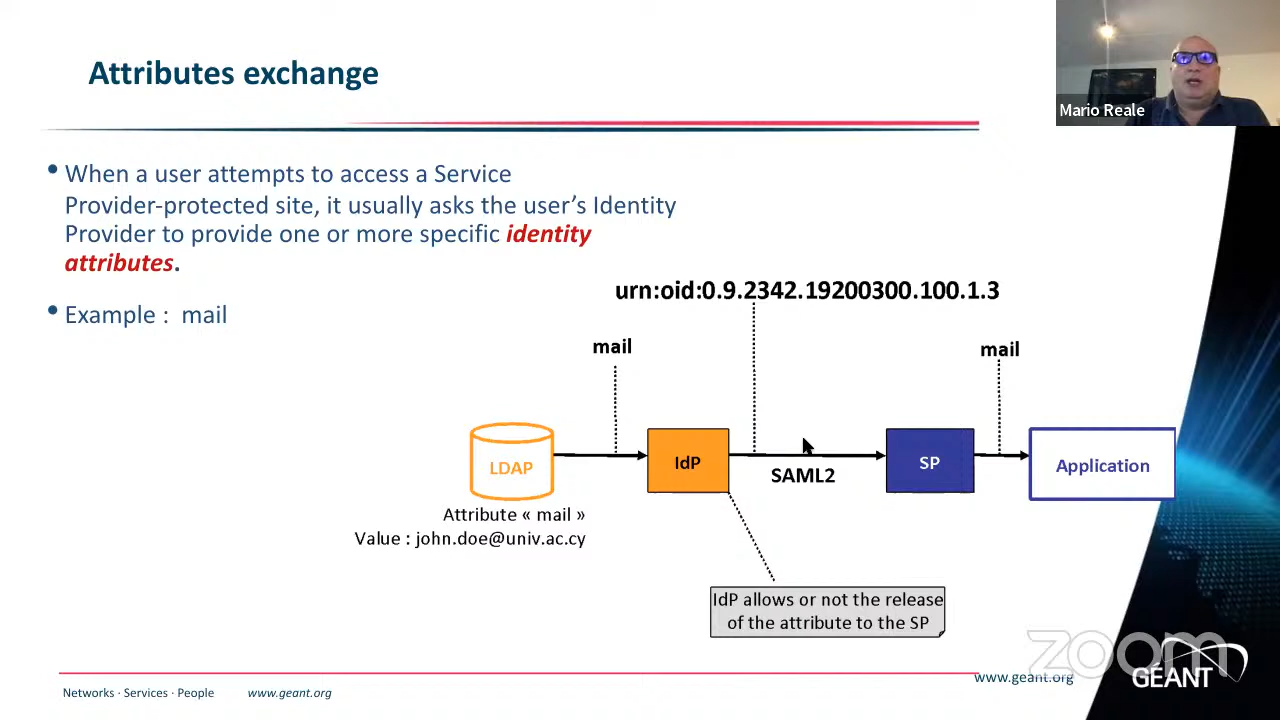 Attributes exchange
Mario Reale
• When a user attempts to access a Service
Provider-protected site, it usually asks the user's Identity
Provider to provide one or more specific identity
attributes.
• Example : mail
urn:oid:0.9.2342.19200300.100.1.3
mail
mail
LDAP
IdP
SAML2
SP
Application
Attribute « mail »
Value : john.doe@univ.ac.cy
IdP allows or not the release
of the attribute to the SP
zoom
GÉANT
www.geant.org
Networks · Services · People
www.geant.org